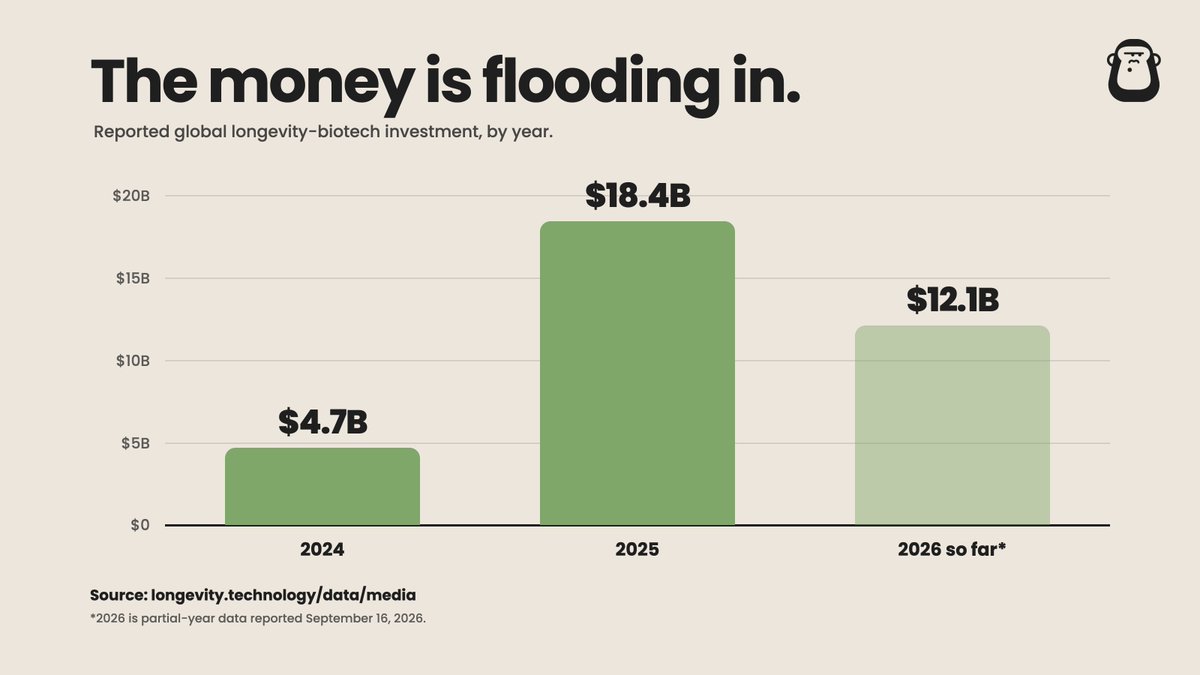 The money is flooding in.
Reported global longevity-biotech investment, by year.
$20B
$18.4B
$15B
$12.1B
$10B
$4.7B
$5B
$0
2024
2025
2026 so far*
Source: longevity.technology/data/media
*2026 is partial-year data reported September 16, 2026.